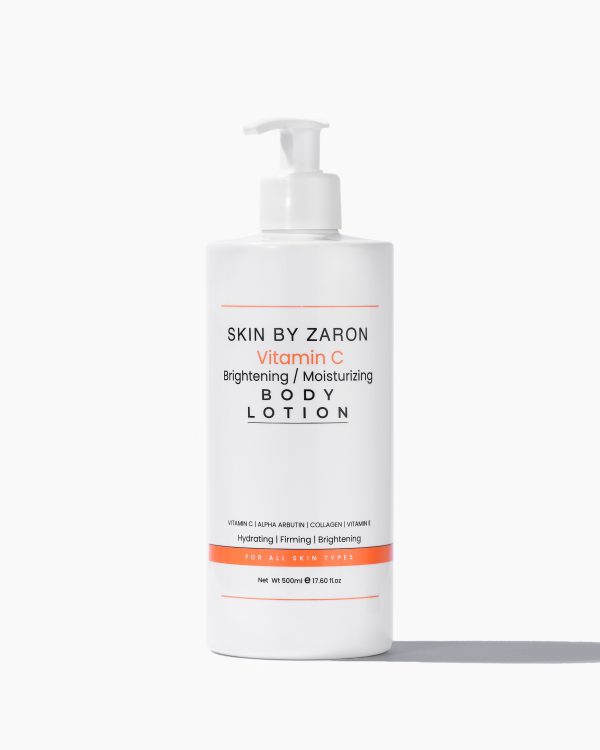 SKIN BY ZARON
Vitamin C
Brightening / Moisturizing
BODY
LOTION
VITAMIN C | ALPHA ARBUTIN | COLLAGEN | VITAMIN E
Hydrating | Firming | Brightening
FOR ALL SKIN TYPES
Net Wt 500ml e 17.60 fl.oz